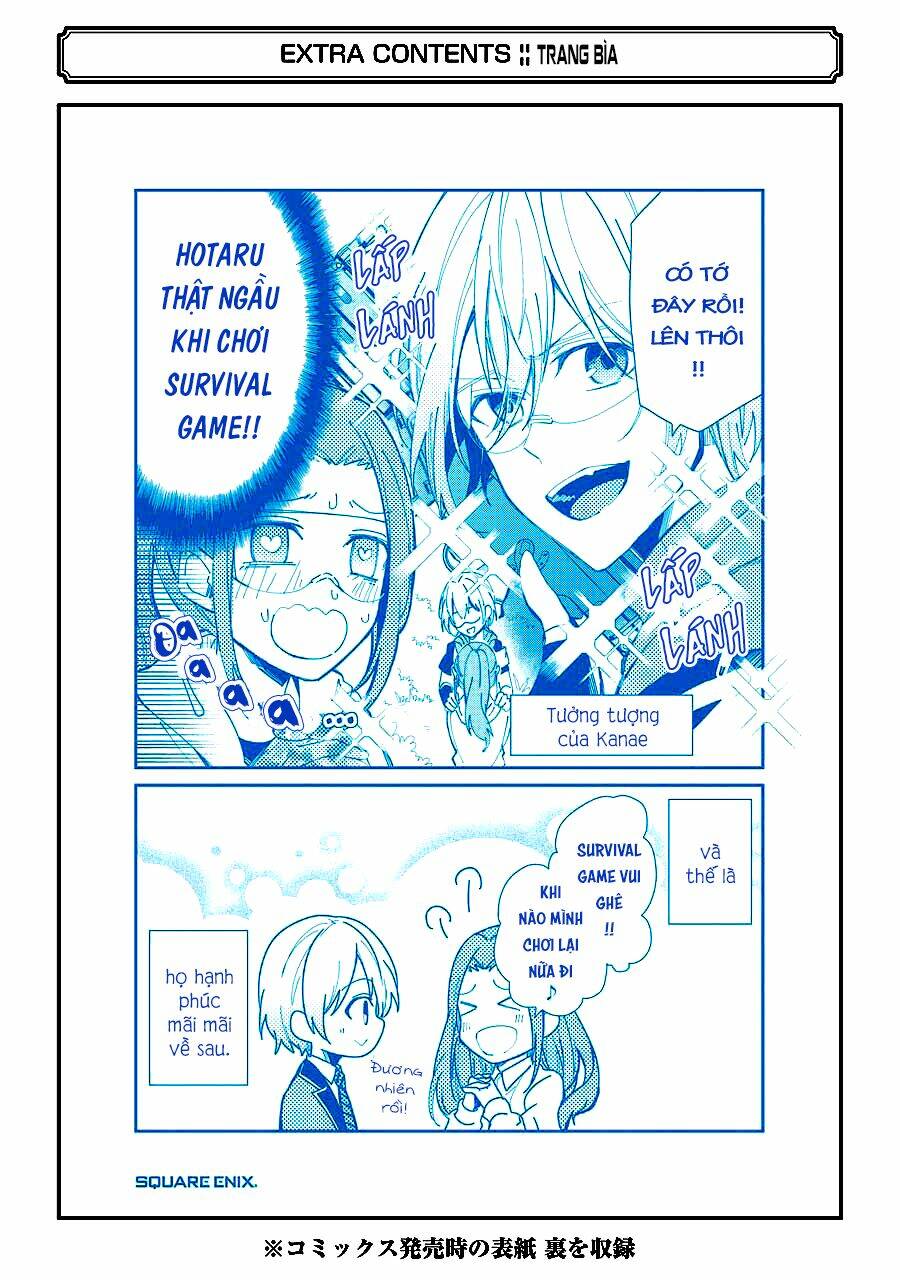 EXTRA CONTENTS :: TRANG BÌA
CÓ TỚ
ĐÂY RỒI!
LÊN THÔI
!!
HOTARU
THẬT NGẦU
KHI CHƠI
SURVIVAL
GAME!!
LẤP
LÁNH
LẤP
LÁNH
Đa
a
a
a
...
Tưởng tượng
của Kanae
và
thế là
SURVIVAL
GAME VUI
GHÊ
!!
KHI
NÀO MÌNH
CHƠI LẠI
NỮA ĐI
♪
họ hạnh
phúc
mãi mãi
về sau.
Đương
nhiên
rồi!
SQUARE ENIX.
※コミックス発売時の表紙 裏を収録